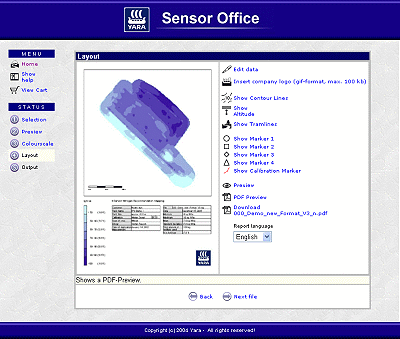 YARA
Sensor Office
MENU
Home
Show
help
View Cart
STATUS
Selection
Preview
Colourscale
Layout
Output
Layout
Edit data
Insert company logo (gif-format, max. 100 kb)
Show Contour Lines
Show
Altitude
Show Tramlines
Show Marker 1
Show Marker 2
Show Marker 3
Show Marker 4
Show Calibration Marker
Preview
PDF Preview
Download
000_Demo_new_Format_V2_n.pdf
Report language
English
YARA
Shows a PDF-Preview.
Back
Next file
Copyright (c) 2004 Yara - All rights reserved!